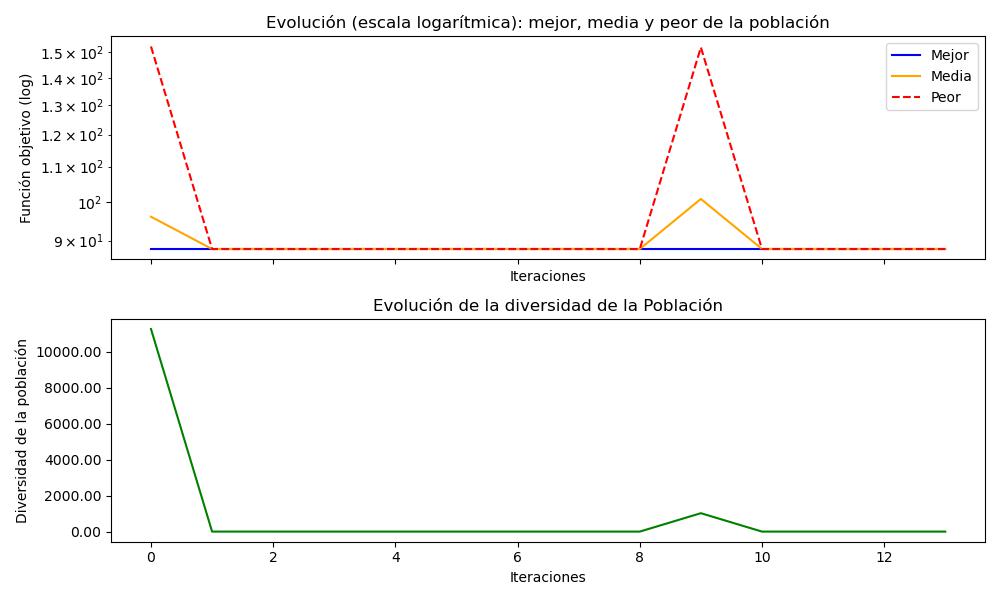 Evolución (escala logarítmica): mejor, media y peor de la población
Función objetivo (log)
1.5 × 10²
1.4 × 10²
1.3 × 10²
1.2 × 10²
1.1 × 10²
10²
9 × 10¹
Mejor
Media
Peor
Iteraciones
Evolución de la diversidad de la Población
Diversidad de la población
10000.00
8000.00
6000.00
4000.00
2000.00
0.00
0 2 4 6 8 10 12
Iteraciones